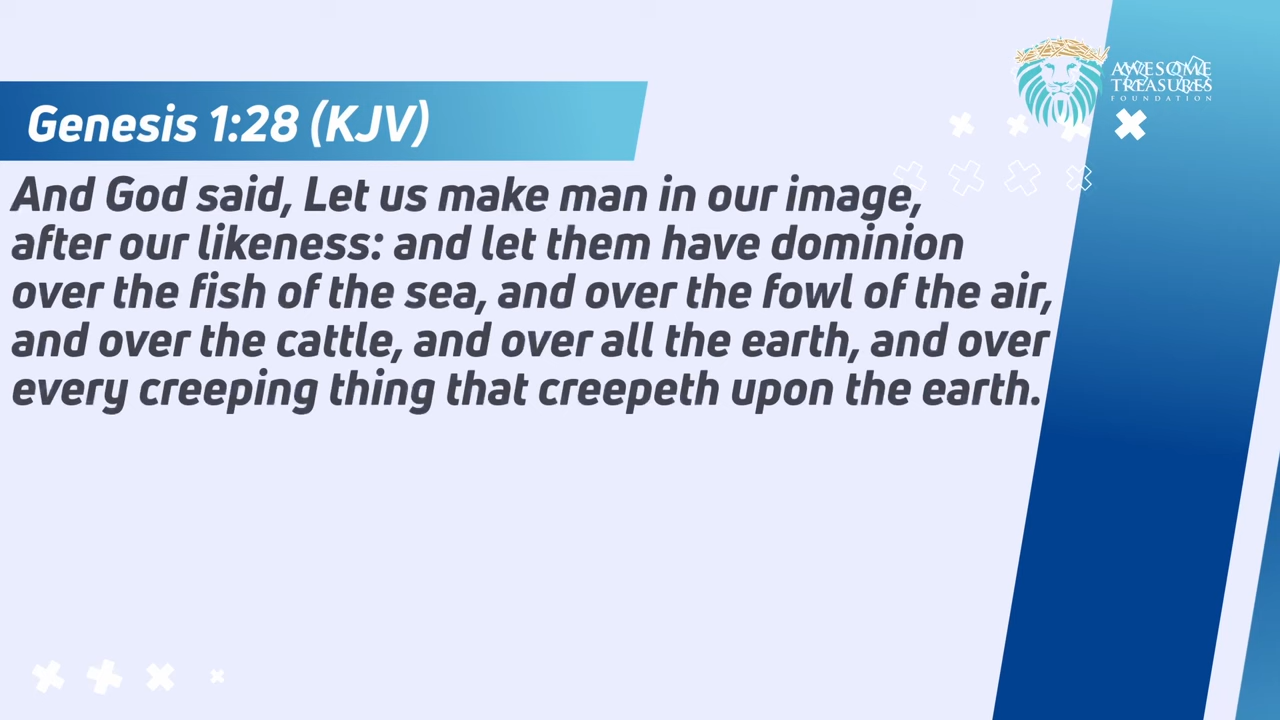 AWESOME
TREASURES
FOUNDATION
Genesis 1:28 (KJV)
And God said, Let us make man in our image,
after our likeness: and let them have dominion
over the fish of the sea, and over the fowl of the air,
and over the cattle, and over all the earth, and over
every creeping thing that creepeth upon the earth.